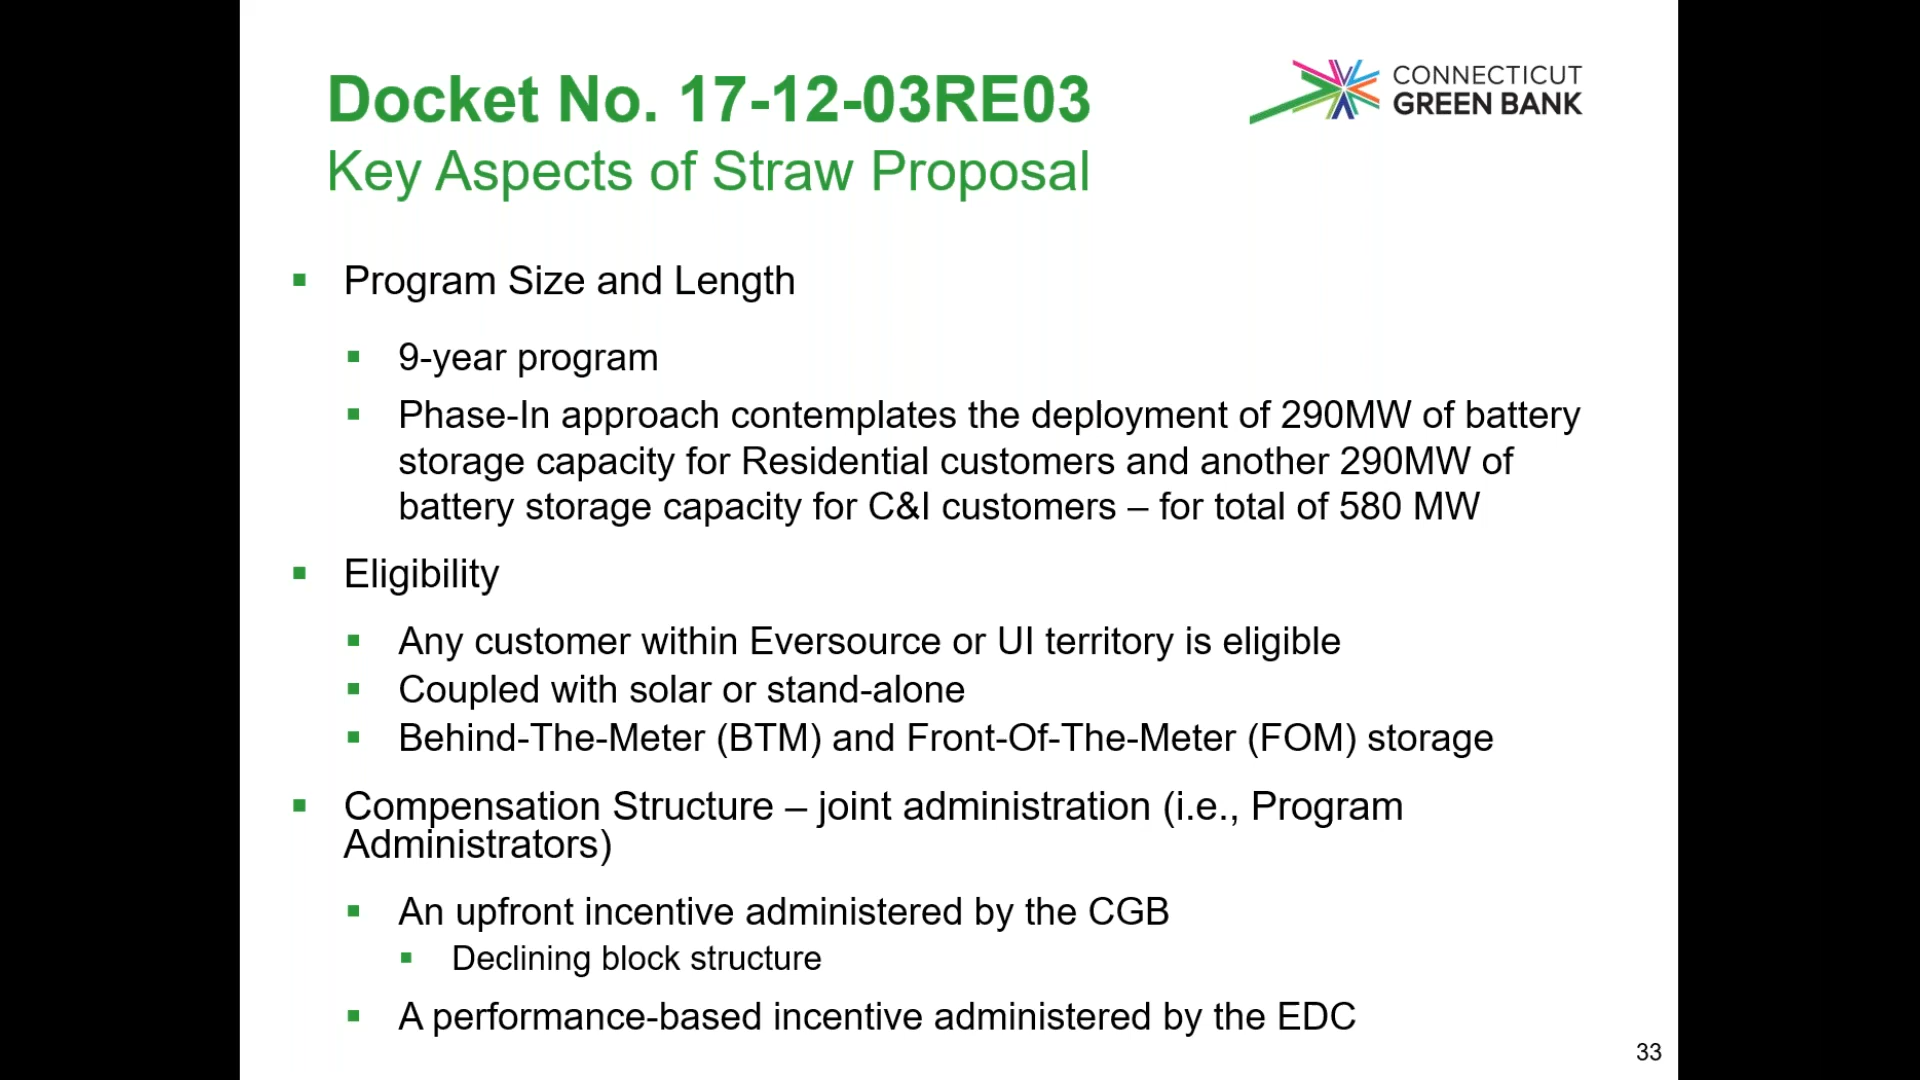 Docket No. 17-12-03RE03
Key Aspects of Straw Proposal
CONNECTICUT
GREEN BANK
▪ Program Size and Length
▪ 9-year program
▪ Phase-In approach contemplates the deployment of 290MW of battery
storage capacity for Residential customers and another 290MW of
battery storage capacity for C&I customers – for total of 580 MW
▪ Eligibility
▪ Any customer within Eversource or UI territory is eligible
▪ Coupled with solar or stand-alone
▪ Behind-The-Meter (BTM) and Front-Of-The-Meter (FOM) storage
▪ Compensation Structure – joint administration (i.e., Program
Administrators)
▪ An upfront incentive administered by the CGB
▪ Declining block structure
▪ A performance-based incentive administered by the EDC
33